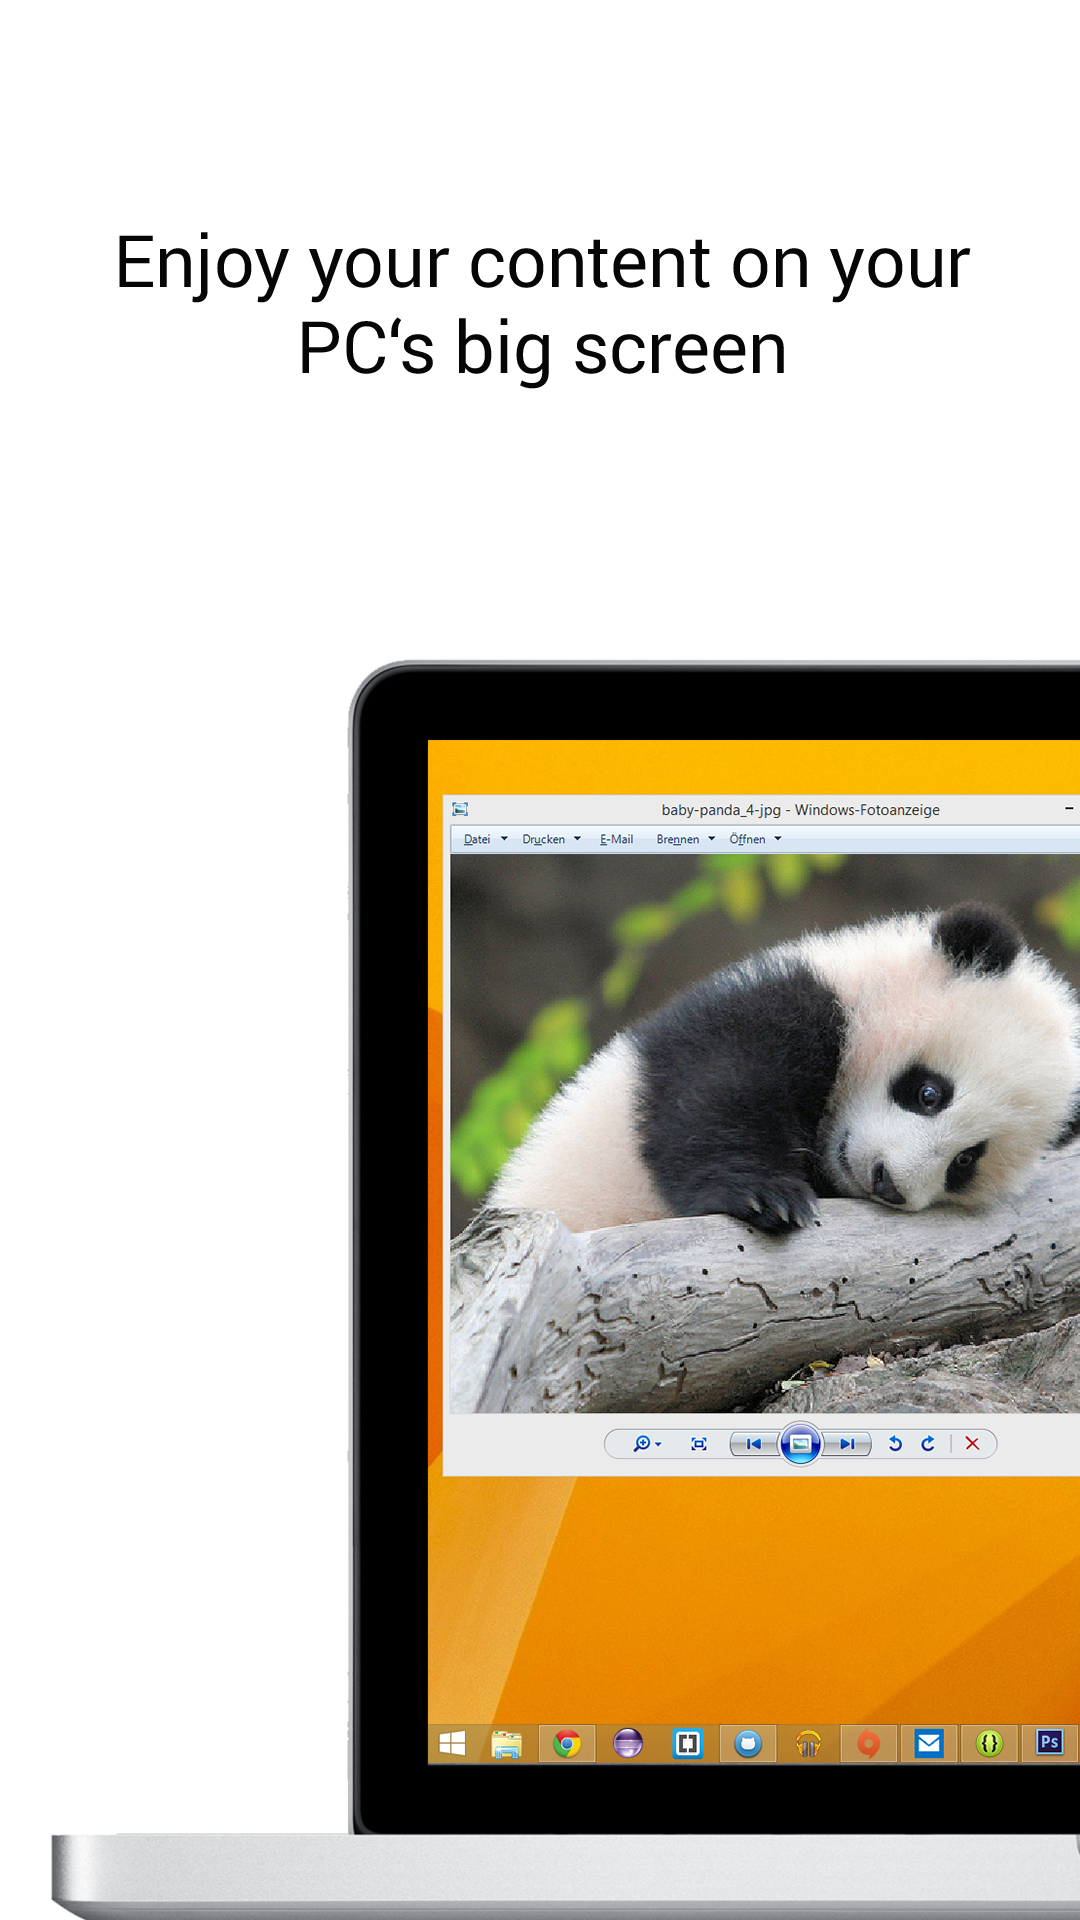 Enjoy your content on your
PC‘s big screen
baby-panda_4-jpg - Windows-Fotoanzeige
Datei Drucken E-Mail Brennen Öffnen
Ps